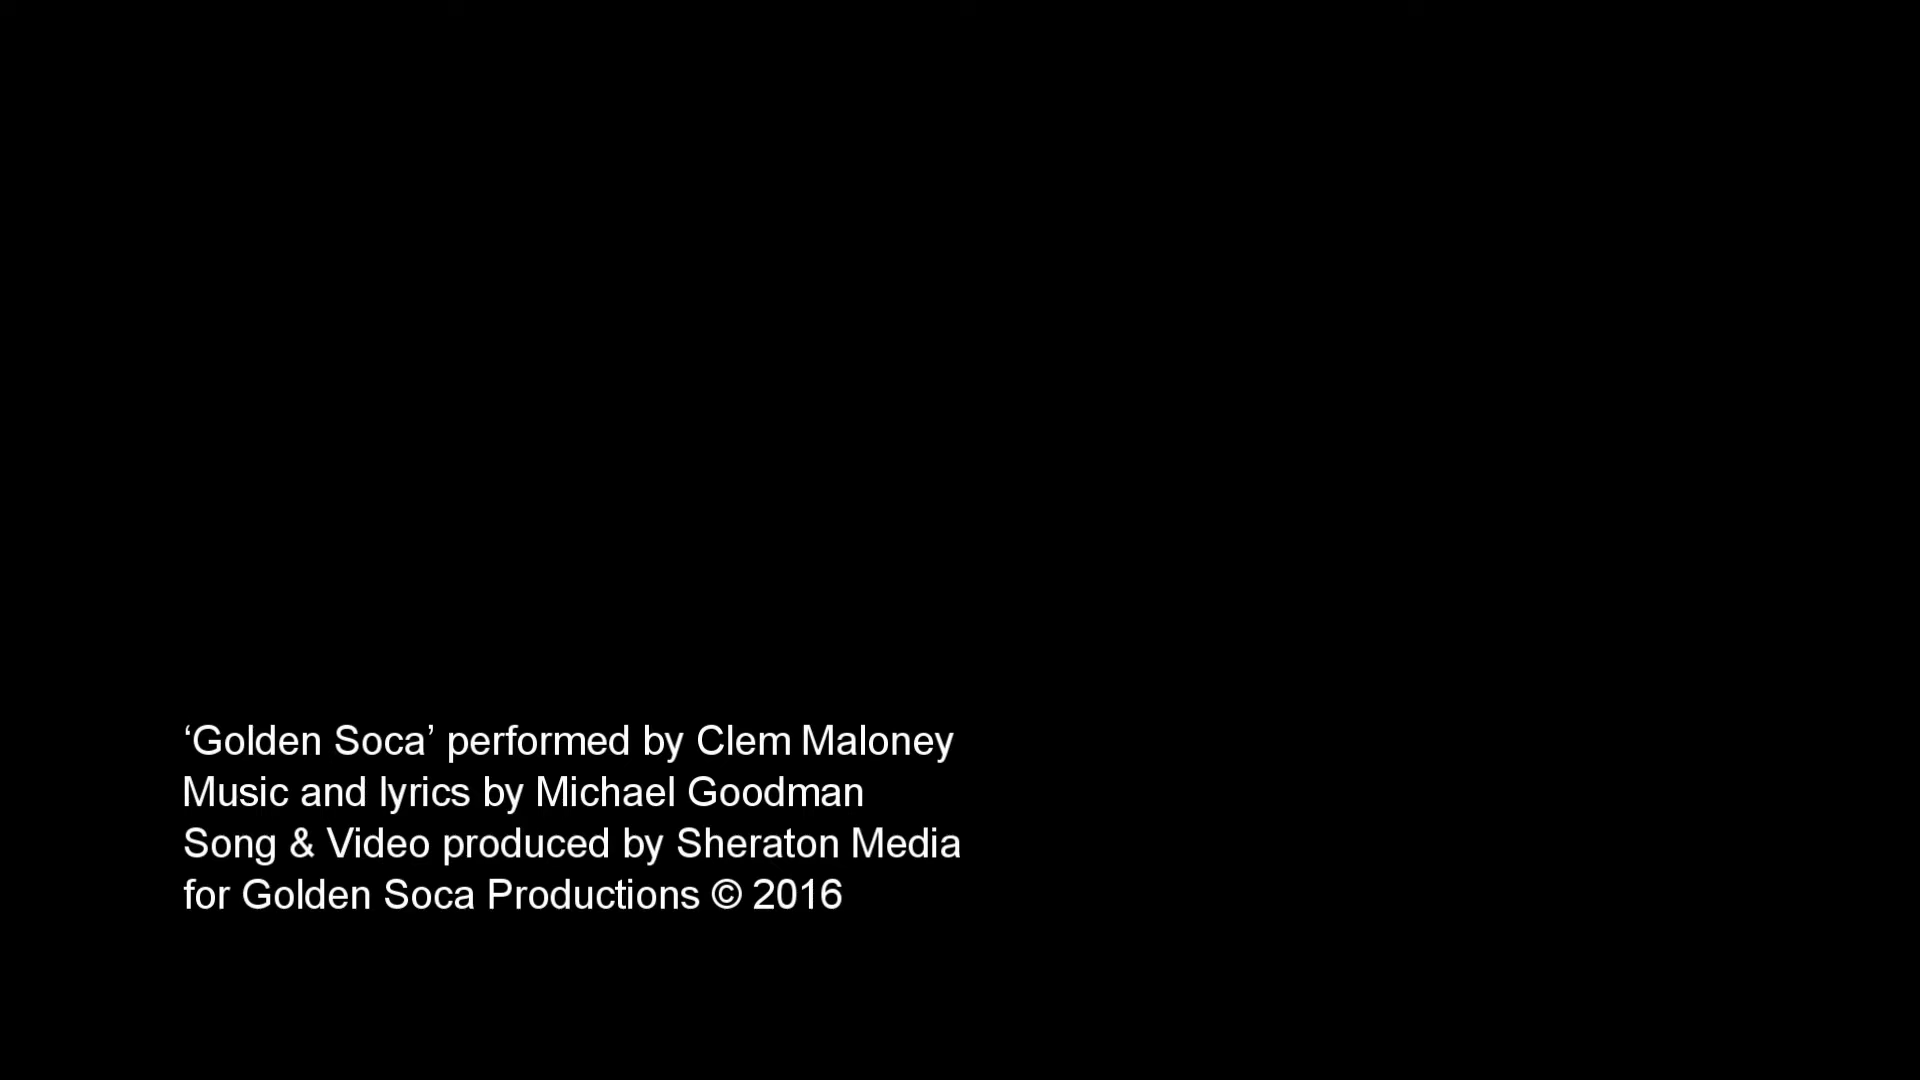 ‘Golden Soca’ performed by Clem Maloney
Music and lyrics by Michael Goodman
Song & Video produced by Sheraton Media
for Golden Soca Productions © 2016